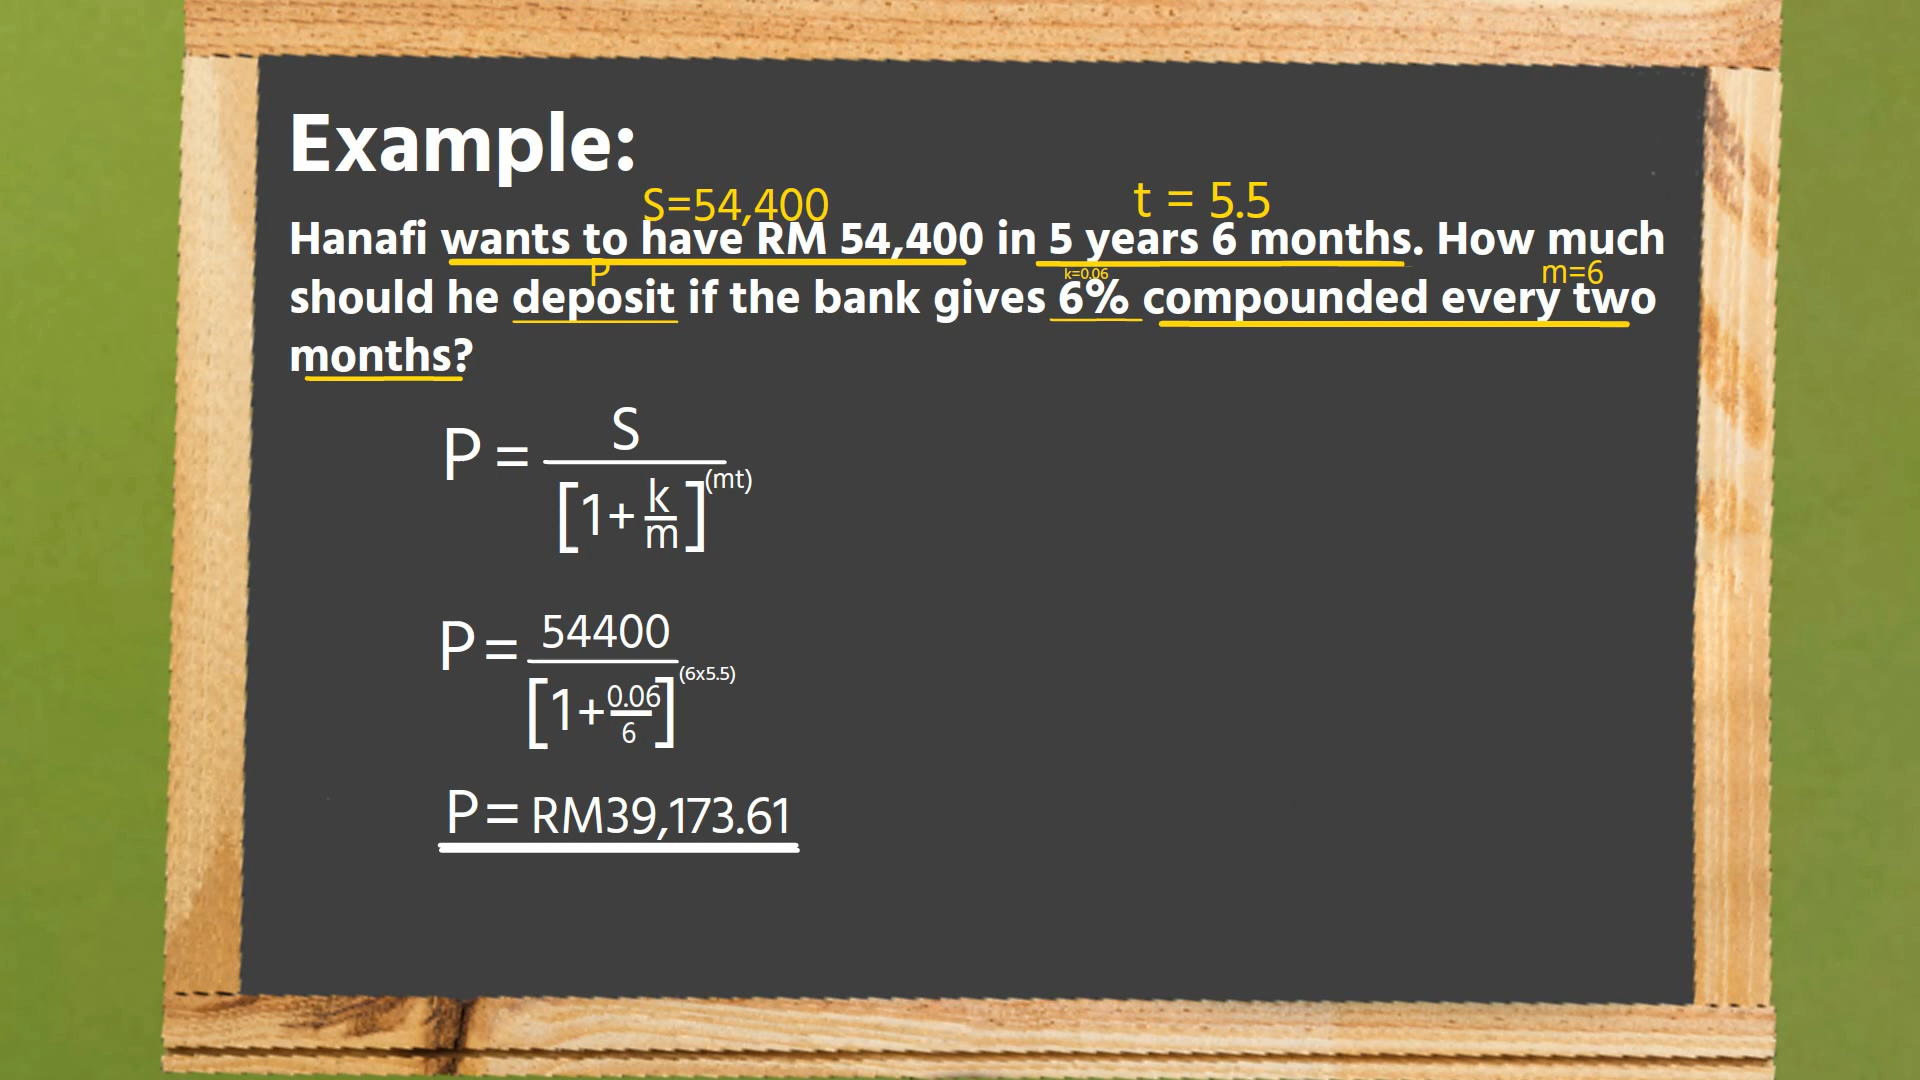 Example:
S=54,400
t = 5.5
Hanafi wants to have RM 54,400 in 5 years 6 months. How much
P
k=0.06
m=6
should he deposit if the bank gives 6% compounded every two
months?
P = S
[1+ k/m](mt)
P = 54400
[1+ 0.06/6](6x5.5)
P = RM39,173.61